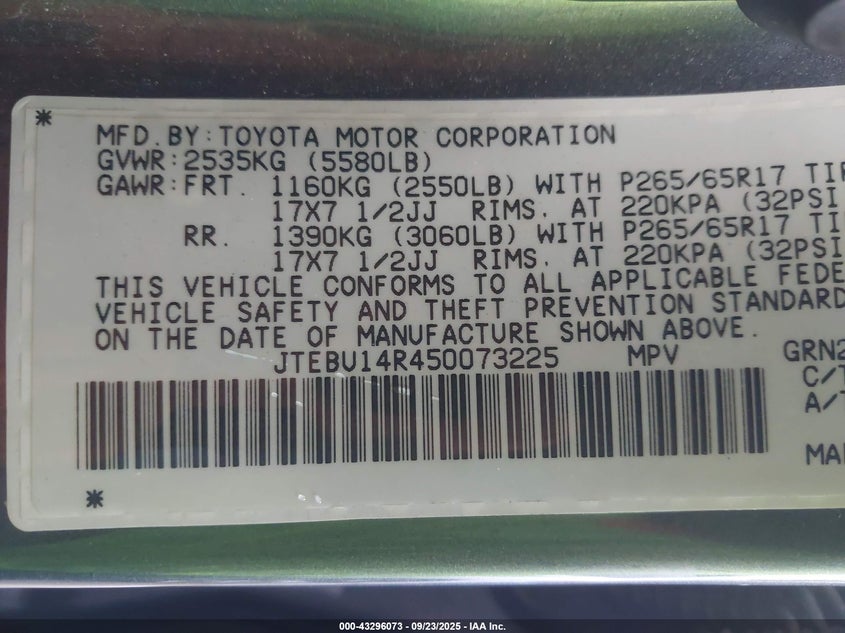 MFD.BY:TOYOTA MOTOR CORPORATION
GVWR:2535KG (5580LB)
GAWR:FRT. 1160KG (2550LB) WITH P265/65R17
17X7 1/2JJ RIMS. AT 220KPA (32PSI
RR. 1390KG (3060LB) WITH P265/65R17
17X7 1/2JJ RIMS. AT 220KPA (32PSI
THIS VEHICLE CONFORMS TO ALL APPLICABLE FEDE
VEHICLE SAFETY AND THEFT PREVENTION STANDARD
ON THE DATE OF MANUFACTURE SHOWN ABOVE.
JTEBU14R450073225 MPV GRN2
C/T
A/T
MA
000-43296073 - 09/23/2025 - IAA Inc.